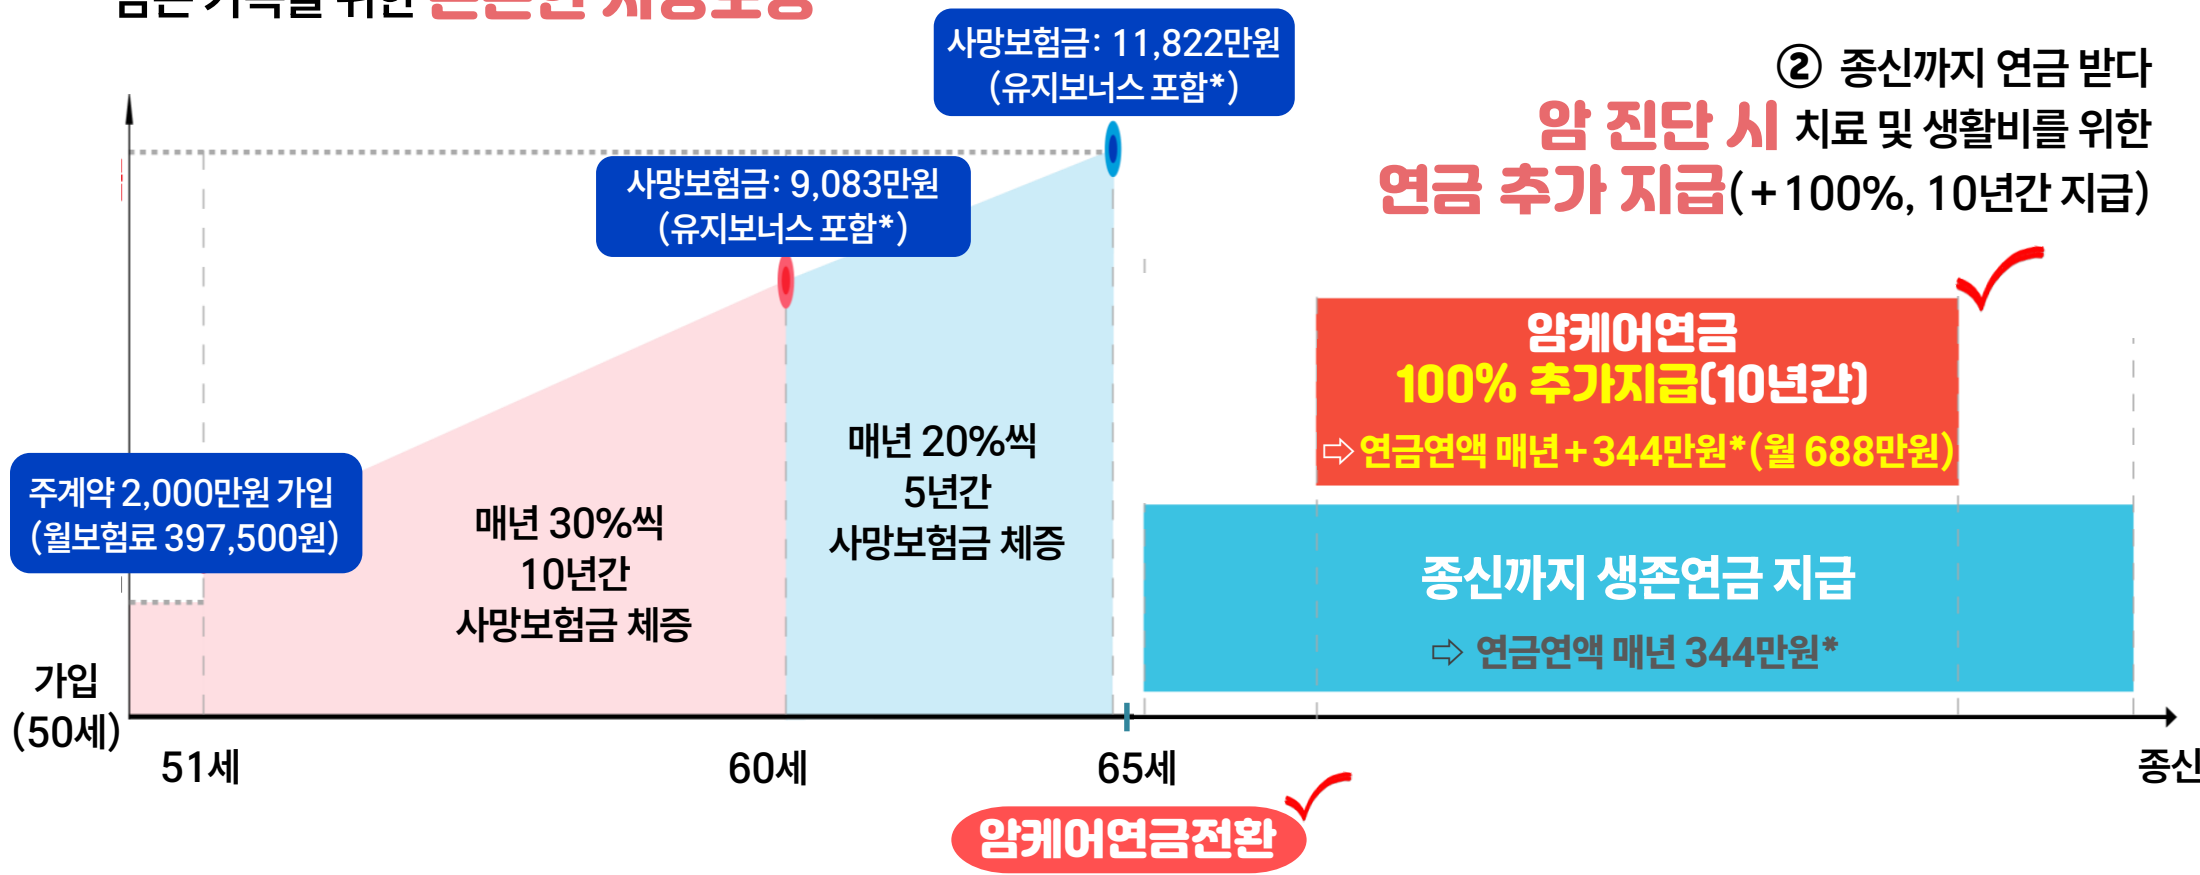 사망보험금: 11,822만원
(유지보너스 포함*)
② 종신까지 연금 받다
암 진단 시 치료 및 생활비를 위한
연금 추가 지급(+100%, 10년간 지급)
사망보험금: 9,083만원
(유지보너스 포함*)
암케어연금
100% 추가지급(10년간)
⇨연금연액 매년+344만원*(월 688만원)
매년 20%씩
5년간
사망보험금 체증
주계약 2,000만원 가입
(월보험료 397,500원)
매년 30%씩
10년간
사망보험금 체증
종신까지 생존연금 지급
⇨ 연금연액 매년 344만원*
가입
(50세)
51세
60세
65세
종신
암케어연금전환